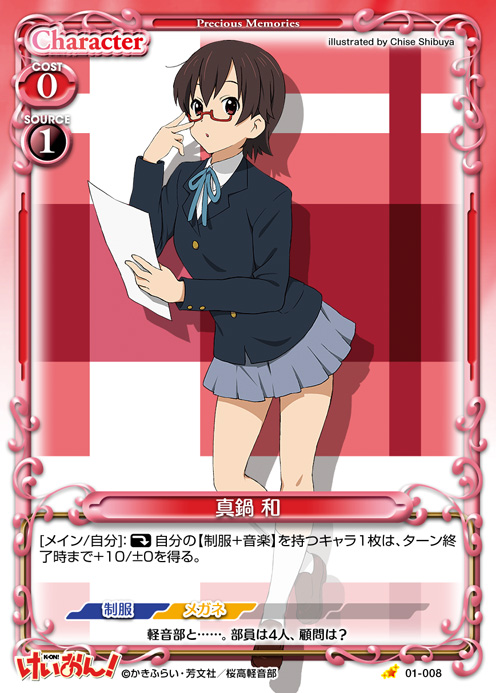 Precious Memories
Character
illustrated by Chise Shibuya
COST
0
SOURCE
1
真鍋 和
[メイン/自分]: 自分の【制服+音楽】を持つキャラ1枚は、ターン終
了時まで+10/±0を得る。
制服 メガネ
軽音部と……。部員は4人、顧問は?
K-ON!
けいおん!
©かきふらい・芳文社/桜高軽音部
01-008